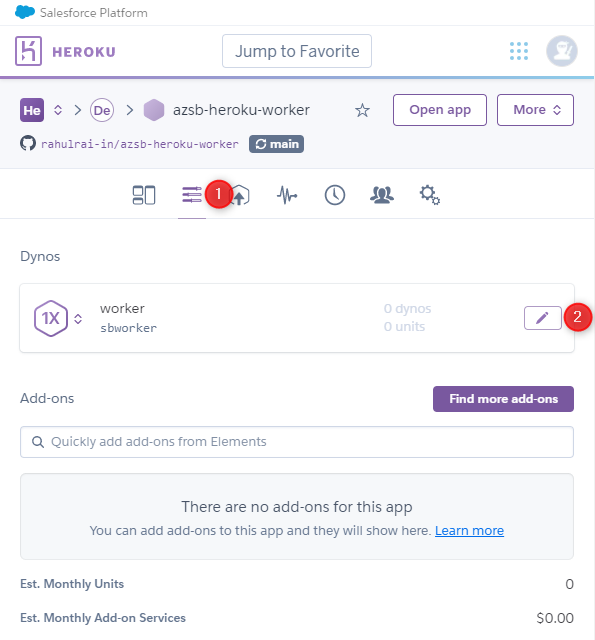 Salesforce Platform
HEROKU
Jump to Favorite
He
De
azsb-heroku-worker
Open app
More
rahulrai-in/azsb-heroku-worker
main
1
Dynos
1X
worker
0 dynos
sbworker
0 units
2
Add-ons
Find more add-ons
Quickly add add-ons from Elements
There are no add-ons for this app
You can add add-ons to this app and they will show here. Learn more
Est. Monthly Units
0
Est. Monthly Add-on Services
$0.00